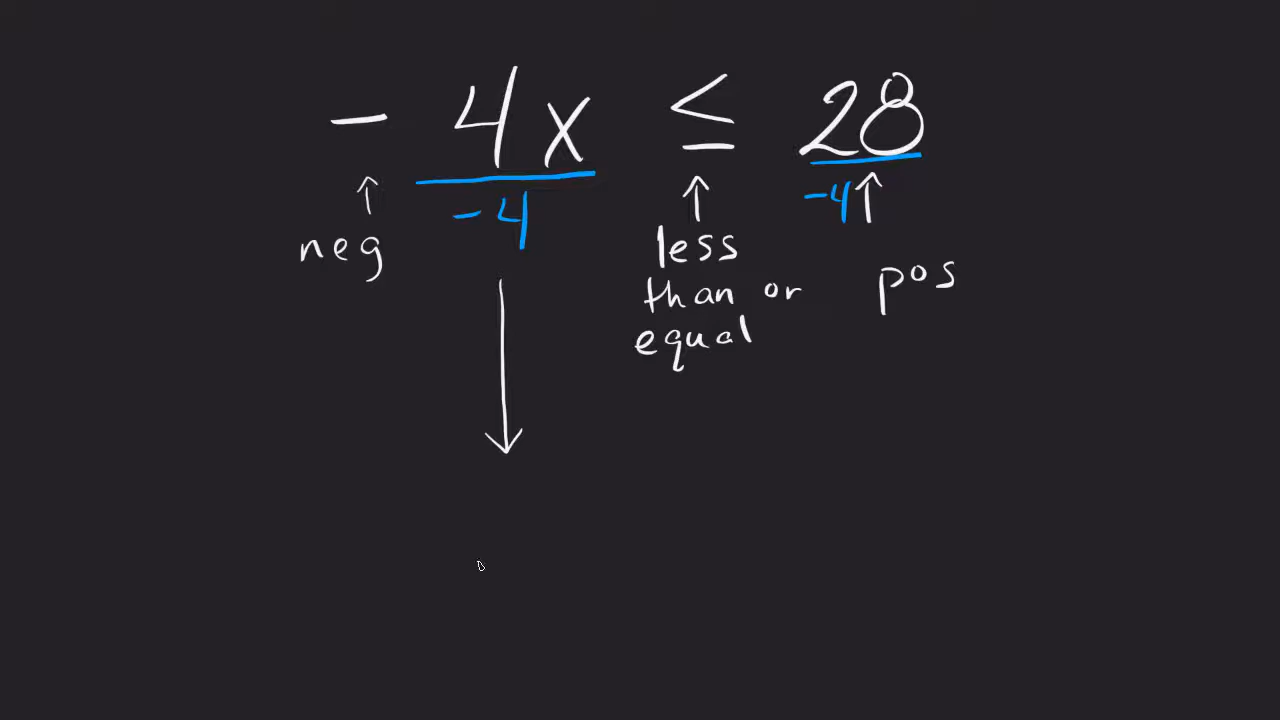 - 4x ≤ 28
-4 -4
neg less pos
than or
equal